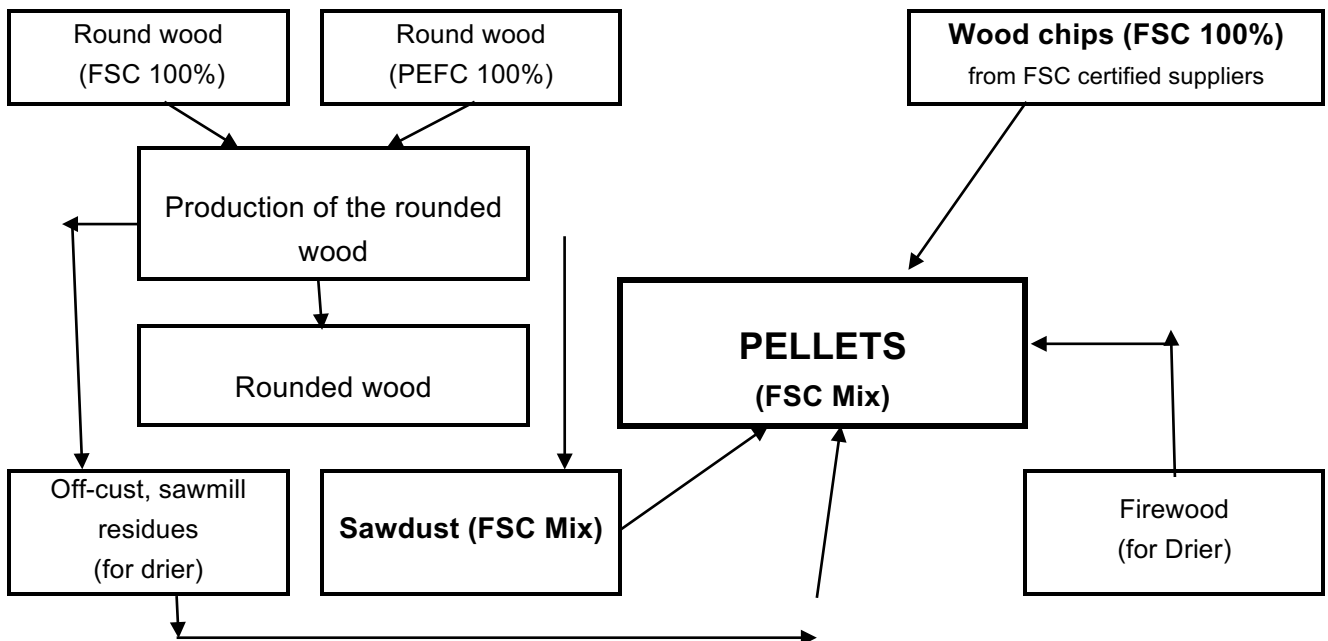 Round wood
(FSC 100%)
Round wood
(PEFC 100%)
Wood chips (FSC 100%)
from FSC certified suppliers
Production of the rounded
wood
PELLETS
(FSC Mix)
Rounded wood
Off-cust, sawmill
residues
(for drier)
Sawdust (FSC Mix)
Firewood
(for Drier)